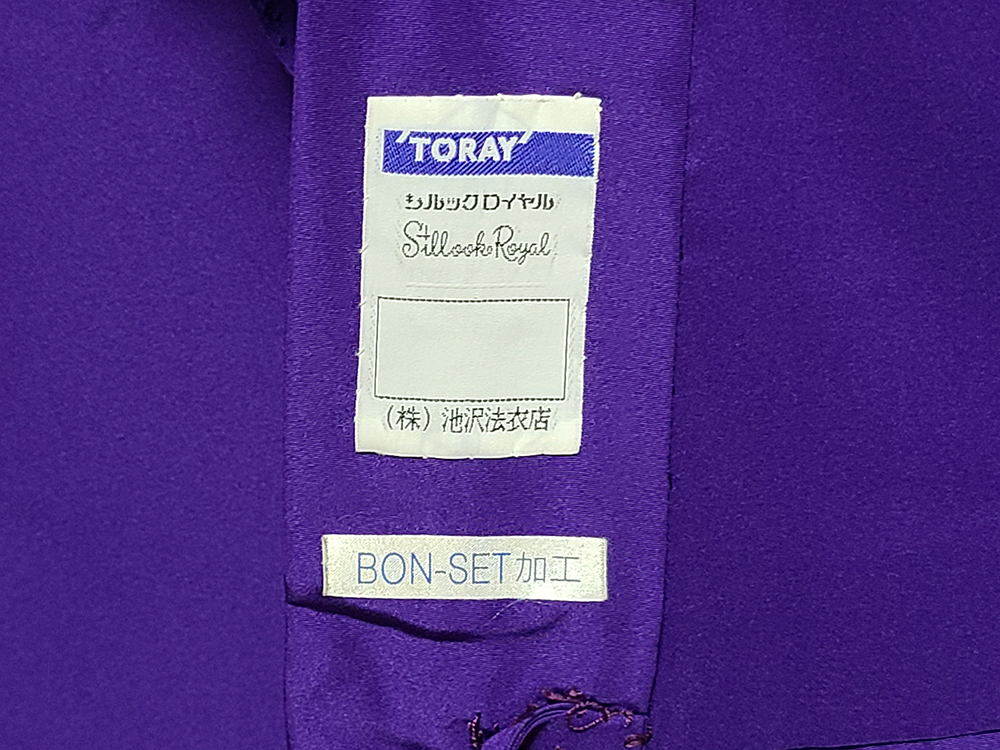 'TORAY'
シルックロイヤル
Sillook Royal
（株）池沢法衣店
BON-SET加工